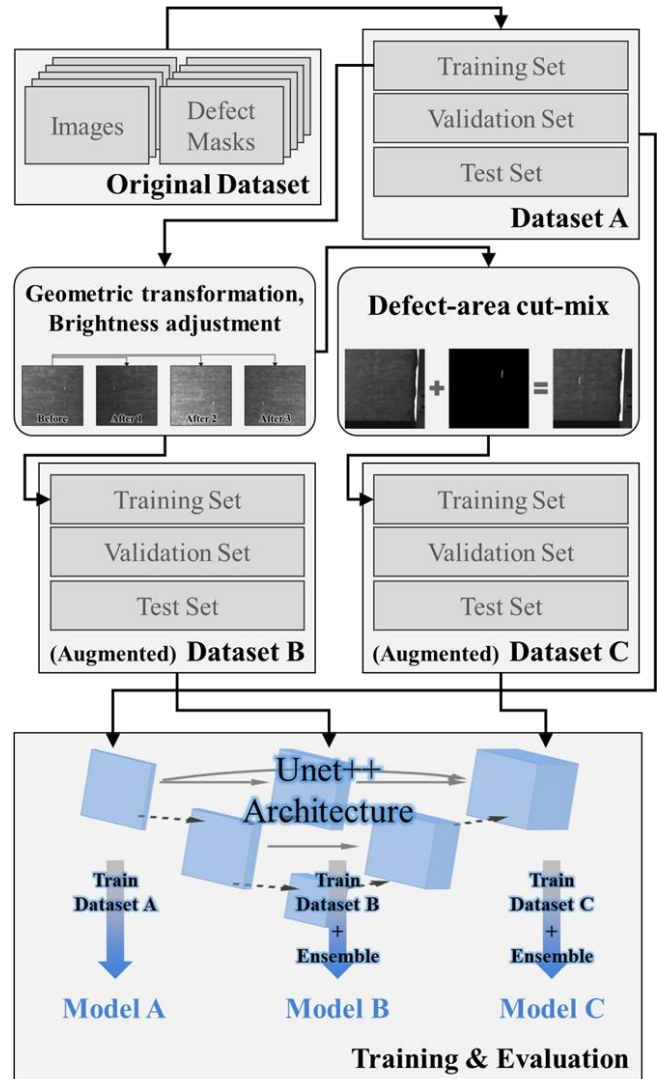 Images
Defect
Masks
Original Dataset
Training Set
Validation Set
Test Set
Dataset A
Geometric transformation,
Brightness adjustment
Before
After 1
After 2
After 3
Defect-area cut-mix
+
=
Training Set
Validation Set
Test Set
(Augmented) Dataset B
Training Set
Validation Set
Test Set
(Augmented) Dataset C
Unet++
Architecture
Train
Dataset A
Train
Dataset B
+
Ensemble
Train
Dataset C
+
Ensemble
Model A
Model B
Model C
Training & Evaluation